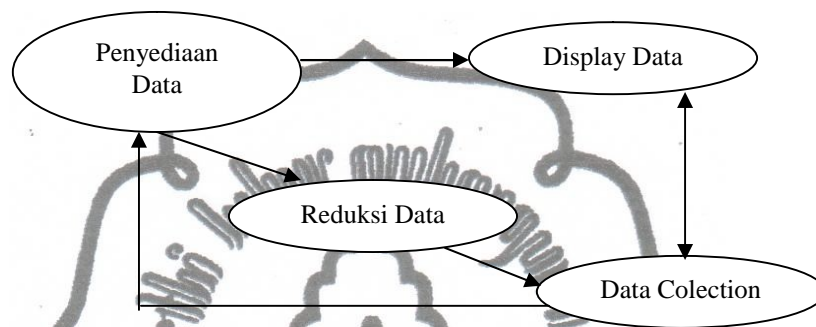 Penyediaan
Data
Display Data
Reduksi Data
Data Colection